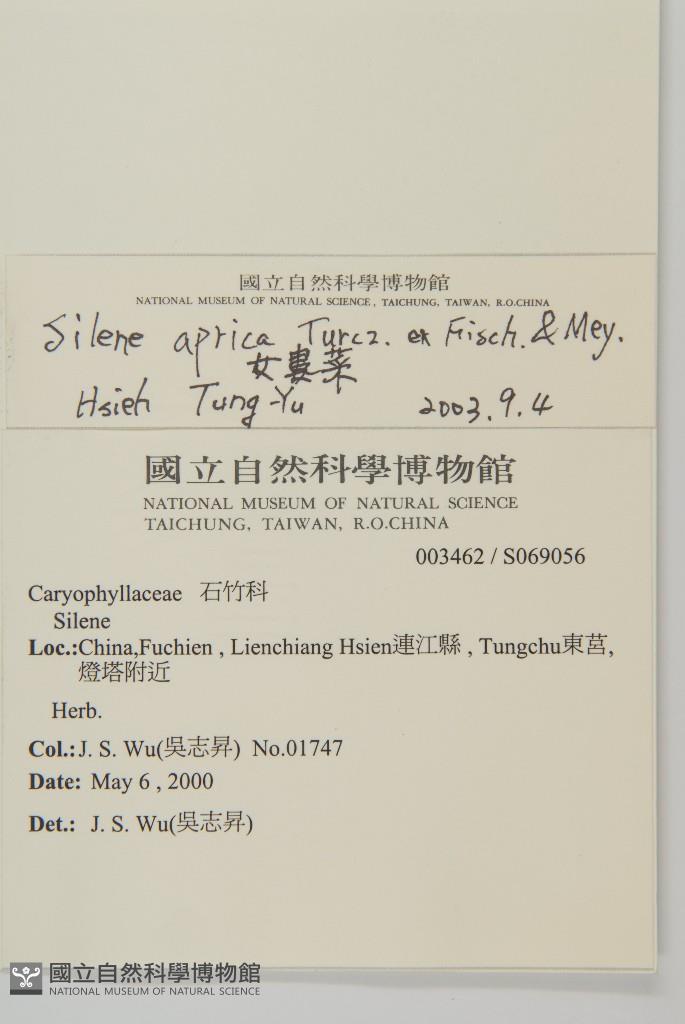 國立自然科學博物館
NATIONAL MUSEUM OF NATURAL SCIENCE, TAICHUNG, TAIWAN, R.O.CHINA
Silene aprica Turcz. ex Fisch. & Mey.
女婁菜
Hsieh Tung-Yu 2003.9.4
國立自然科學博物館
NATIONAL MUSEUM OF NATURAL SCIENCE
TAICHUNG, TAIWAN, R.O.CHINA
003462 / S069056
Caryophyllaceae 石竹科
Silene
Loc.:China,Fuchien , Lienchiang Hsien連江縣 , Tungchu東莒,
燈塔附近
Herb.
Col.: J. S. Wu(吳志昇) No.01747
Date: May 6 , 2000
Det.: J. S. Wu(吳志昇)
國立自然科學博物館
NATIONAL MUSEUM OF NATURAL SCIENCE